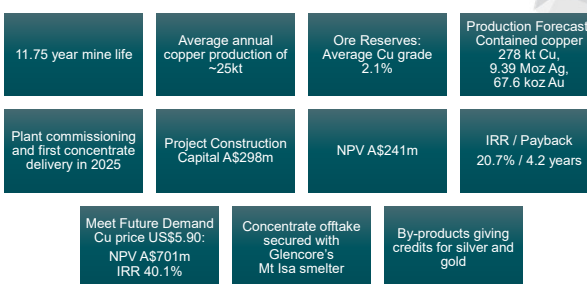 11.75 year mine life
Average annual
copper production of
~25kt
Ore Reserves:
Average Cu grade
2.1%
Production Forecast
Contained copper
278 kt Cu,
9.39 Moz Ag,
67.6 koz Au
Plant commissioning
and first concentrate
delivery in 2025
Project Construction
Capital A$298m
NPV A$241m
IRR / Payback
20.7% / 4.2 years
Meet Future Demand
Cu price US$5.90:
NPV A$701m
IRR 40.1%
Concentrate offtake
secured with
Glencore's
Mt Isa smelter
By-products giving
credits for silver and
gold